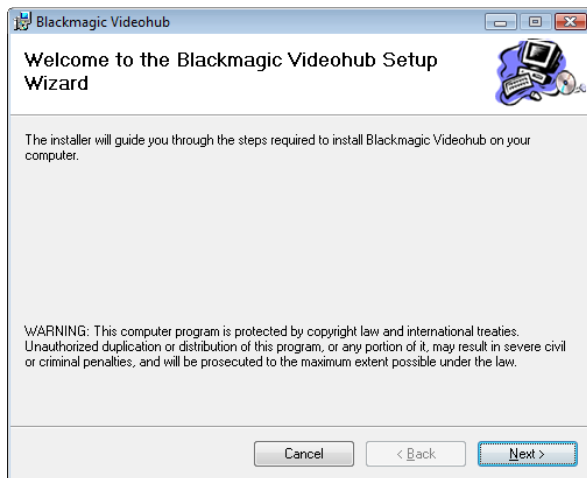 Blackmagic Videohub
Welcome to the Blackmagic Videohub Setup
Wizard
The installer will guide you through the steps required to install Blackmagic Videohub on your
computer.
WARNING: This computer program is protected by copyright law and international treaties.
Unauthorized duplication or distribution of this program, or any portion of it, may result in severe civil
or criminal penalties, and will be prosecuted to the maximum extent possible under the law.
Cancel < Back Next >